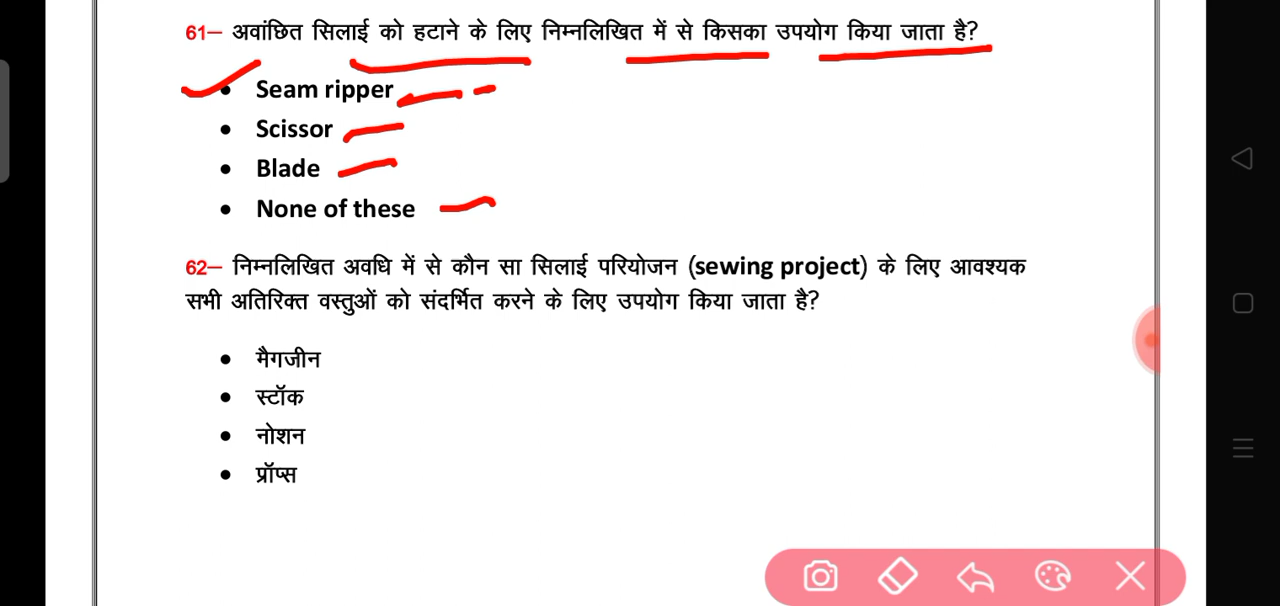 61– अवांछित सिलाई को हटाने के लिए निम्नलिखित में से किसका उपयोग किया जाता है?
• Seam ripper
• Scissor
• Blade
• None of these
62– निम्नलिखित अवधि में से कौन सा सिलाई परियोजन (sewing project) के लिए आवश्यक
सभी अतिरिक्त वस्तुओं को संदर्भित करने के लिए उपयोग किया जाता है?
• मैगजीन
• स्टॉक
• नोशन
• प्रॉप्स